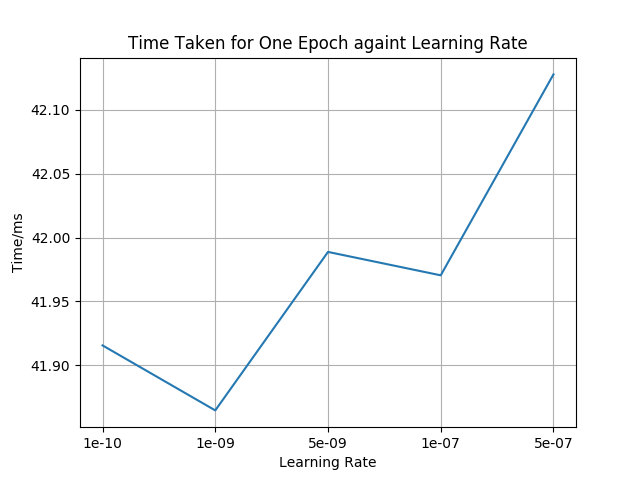 Time Taken for One Epoch againt Learning Rate
42.10
42.05
42.00
41.95
41.90
Time/ms
1e-10 1e-09 5e-09 1e-07 5e-07
Learning Rate